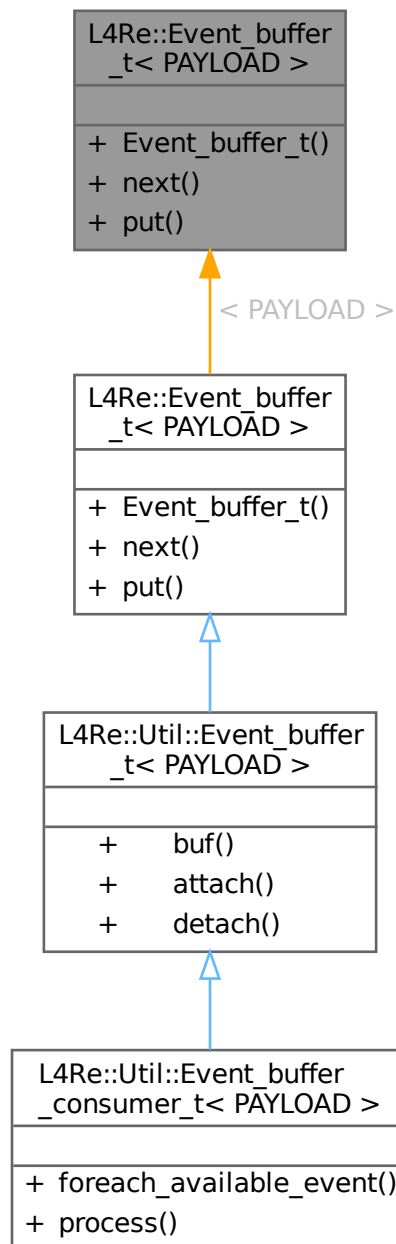 L4Re::Event_buffer
_t< PAYLOAD >
+ Event_buffer_t()
+ next()
+ put()
< PAYLOAD >
L4Re::Event_buffer
_t< PAYLOAD >
+ Event_buffer_t()
+ next()
+ put()
L4Re::Util::Event_buffer
_t< PAYLOAD >
+ buf()
+ attach()
+ detach()
L4Re::Util::Event_buffer
_consumer_t< PAYLOAD >
+ foreach_available_event()
+ process()